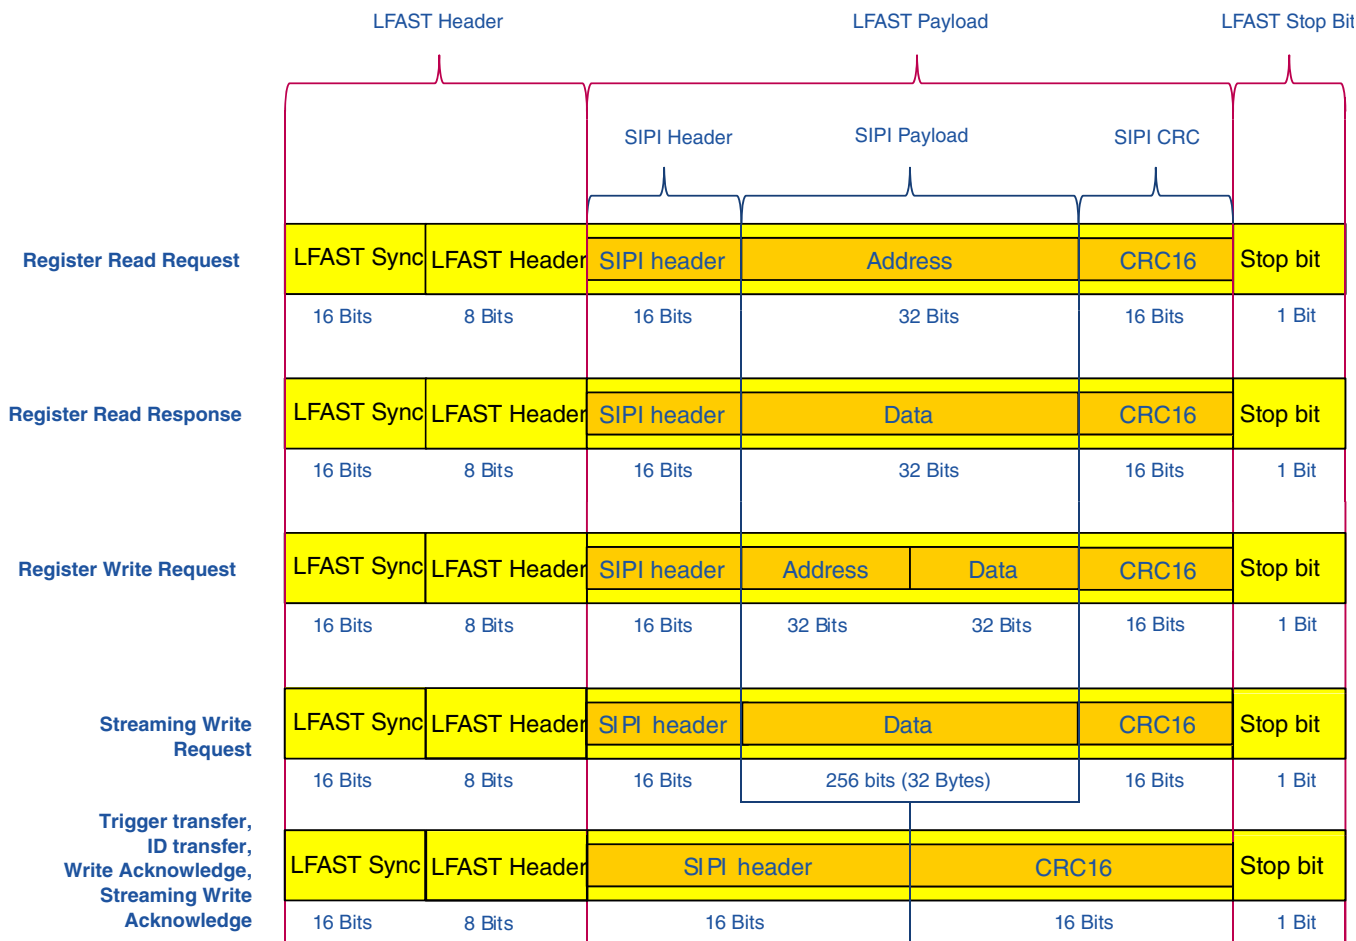 LFAST Header LFAST Payload LFAST Stop Bit
SIPI Header SIPI Payload SIPI CRC
Register Read Request LFAST Sync LFAST Header SIPI header Address CRC16 Stop bit
16 Bits 8 Bits 16 Bits 32 Bits 16 Bits 1 Bit
Register Read Response LFAST Sync LFAST Header SIPI header Data CRC16 Stop bit
16 Bits 8 Bits 16 Bits 32 Bits 16 Bits 1 Bit
Register Write Request LFAST Sync LFAST Header SIPI header Address Data CRC16 Stop bit
16 Bits 8 Bits 16 Bits 32 Bits 32 Bits 16 Bits 1 Bit
Streaming Write
Request
LFAST Sync LFAST Header SIPI header Data CRC16 Stop bit
16 Bits 8 Bits 16 Bits 256 bits (32 Bytes) 16 Bits 1 Bit
Trigger transfer,
ID transfer,
Write Acknowledge,
Streaming Write
Acknowledge
LFAST Sync LFAST Header SIPI header CRC16 Stop bit
16 Bits 8 Bits 16 Bits 16 Bits 1 Bit